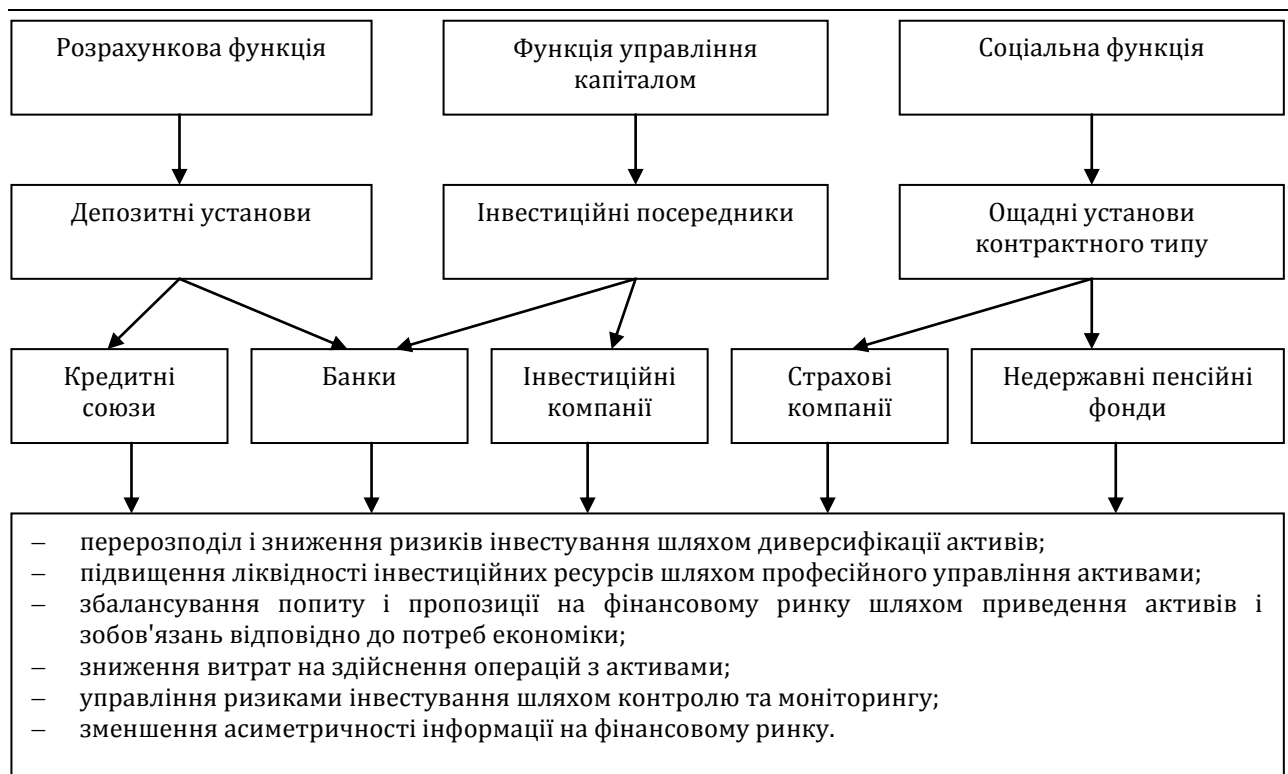 Розрахункова функція
Функція управління
капіталом
Соціальна функція
Депозитні установи
Інвестиційні посередники
Ощадні установи
контрактного типу
Кредитні
союзи
Банки
Інвестиційні
компанії
Страхові
компанії
Недержавні пенсійні
фонди
– перерозподіл і зниження ризиків інвестування шляхом диверсифікації активів;
– підвищення ліквідності інвестиційних ресурсів шляхом професійного управління активами;
– збалансування попиту і пропозиції на фінансовому ринку шляхом приведення активів і
зобов'язань відповідно до потреб економіки;
– зниження витрат на здійснення операцій з активами;
– управління ризиками інвестування шляхом контролю та моніторингу;
– зменшення асиметричності інформації на фінансовому ринку.